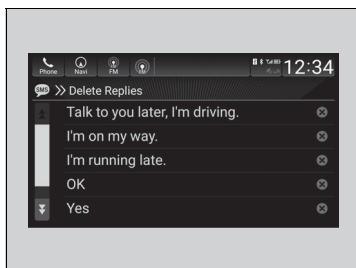 Phone
Navi
FM
12:34
SMS
Delete Replies
Talk to you later, I'm driving.
I'm on my way.
I'm running late.
OK
Yes